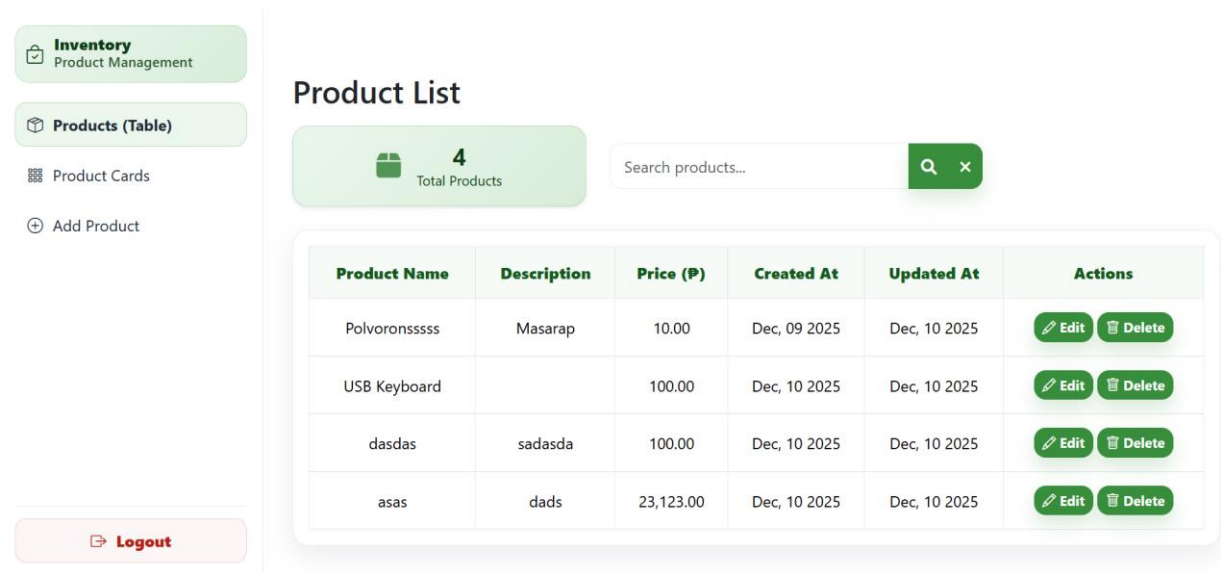 Inventory
Product Management
Products (Table)
Product Cards
Add Product
Logout
Product List
4
Total Products
Search products...
Product Name Description Price (₱) Created At Updated At Actions
Polvoronsssss Masarap 10.00 Dec, 09 2025 Dec, 10 2025 Edit Delete
USB Keyboard 100.00 Dec, 10 2025 Dec, 10 2025 Edit Delete
dasdas sadasda 100.00 Dec, 10 2025 Dec, 10 2025 Edit Delete
asas dads 23,123.00 Dec, 10 2025 Dec, 10 2025 Edit Delete